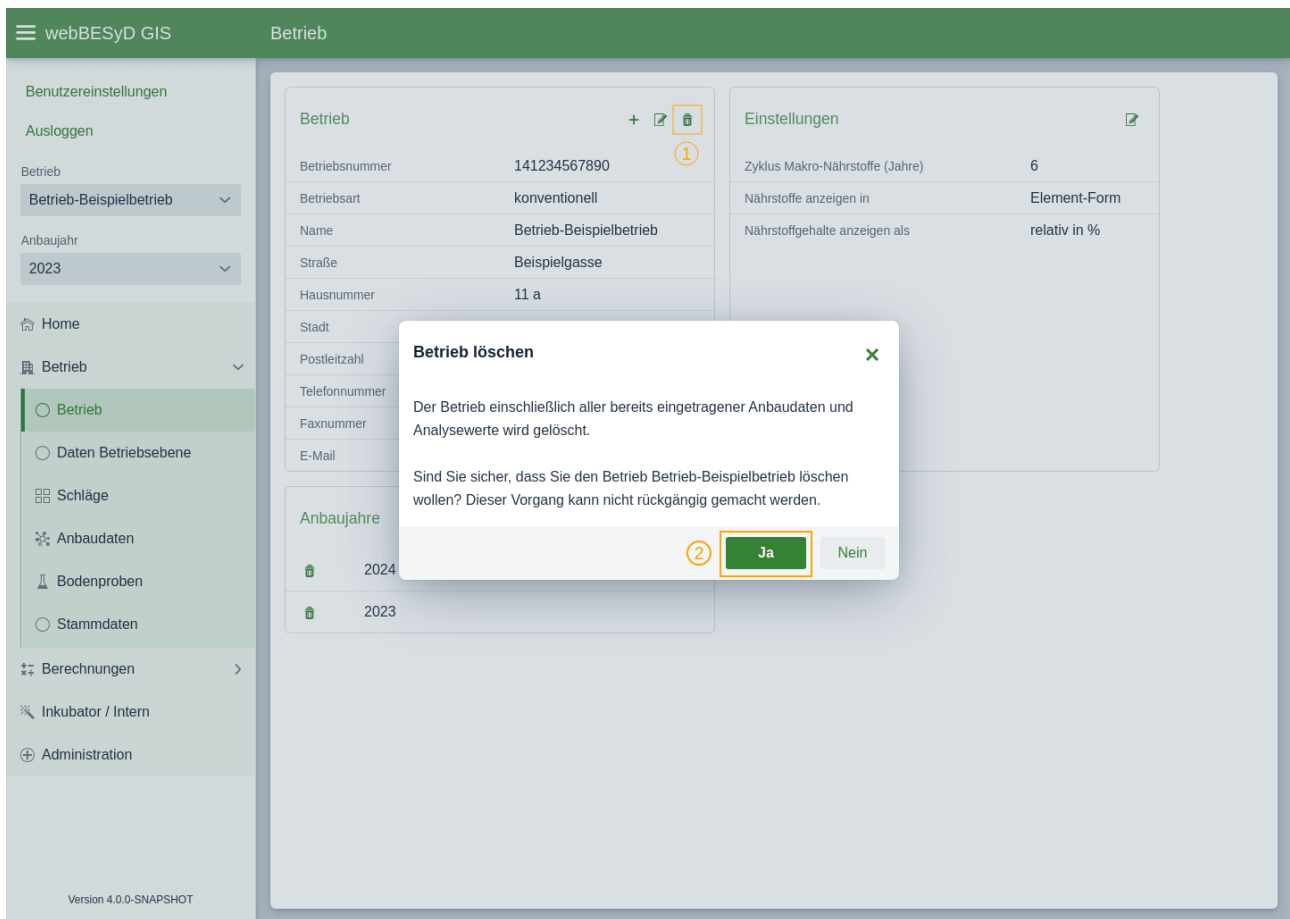 webBESyD GIS
Betrieb
Benutzereinstellungen
Ausloggen
Betrieb
Betrieb-Beispielbetrieb
Anbaujahr
2023
Home
Betrieb
Betrieb
Daten Betriebsebene
Schläge
Anbaudaten
Bodenproben
Stammdaten
Berechnungen
Inkubator / Intern
Administration
Version 4.0.0-SNAPSHOT
Betrieb
1
Betriebsnummer 141234567890
Betriebsart konventionell
Name Betrieb-Beispielbetrieb
Straße Beispielgasse
Hausnummer 11 a
Stadt
Postleitzahl
Telefonnummer
Faxnummer
E-Mail
Einstellungen
Zyklus Makro-Nährstoffe (Jahre) 6
Nährstoffe anzeigen in Element-Form
Nährstoffgehalte anzeigen als relativ in %
Anbaujahre
2024
2023
Betrieb löschen
Der Betrieb einschließlich aller bereits eingetragener Anbaudaten und
Analysewerte wird gelöscht.
Sind Sie sicher, dass Sie den Betrieb Betrieb-Beispielbetrieb löschen
wollen? Dieser Vorgang kann nicht rückgängig gemacht werden.
2 Ja Nein